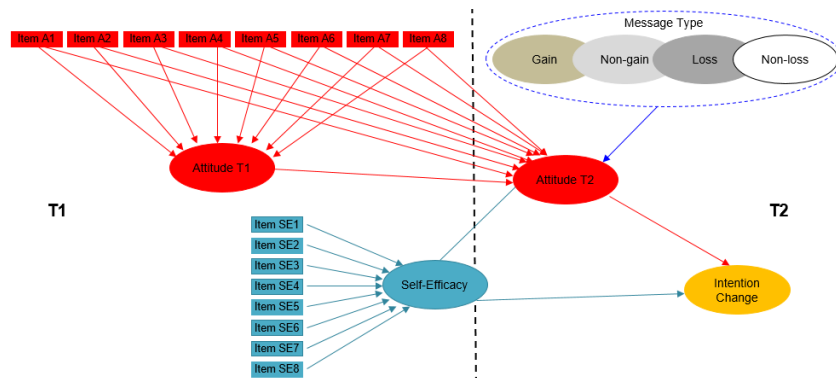 Message Type
Item A1 Item A2 Item A3 Item A4 Item A5 Item A6 Item A7 Item A8
Gain Non-gain Loss Non-loss
Attitude T1
Attitude T2
T1
T2
Item SE1
Item SE2
Item SE3
Item SE4
Item SE5
Item SE6
Item SE7
Item SE8
Self-Efficacy
Intention
Change